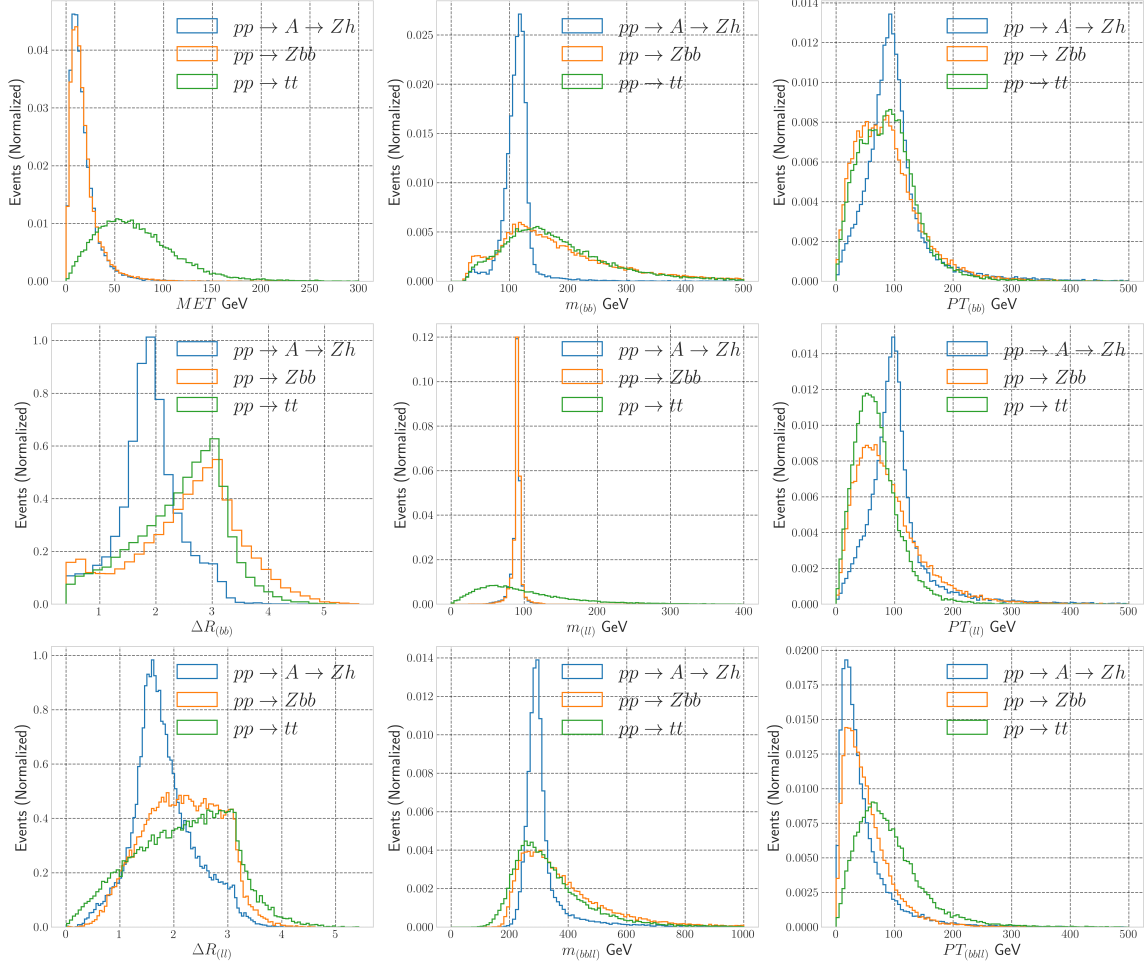 Events (Normalized)
0.04
0.03
0.02
0.01
0.00
pp → A → Zh
pp → Zbb
pp → tt
0 50 100 150 200 250 300
MET GeV
Events (Normalized)
0.025
0.020
0.015
0.010
0.005
0.000
pp → A → Zh
pp → Zbb
pp → tt
0 100 200 300 400 500
m(bb) GeV
Events (Normalized)
0.014
0.012
0.010
0.008
0.006
0.004
0.002
0.000
pp → A → Zh
pp → Zbb
pp → tt
0 100 200 300 400 500
PT(bb) GeV
Events (Normalized)
1.0
0.8
0.6
0.4
0.2
0.0
pp → A → Zh
pp → Zbb
pp → tt
1 2 3 4 5
ΔR(bb)
Events (Normalized)
0.12
0.10
0.08
0.06
0.04
0.02
0.00
pp → A → Zh
pp → Zbb
pp → tt
0 100 200 300 400
m(ll) GeV
Events (Normalized)
0.014
0.012
0.010
0.008
0.006
0.004
0.002
0.000
pp → A → Zh
pp → Zbb
pp → tt
0 100 200 300 400 500
PT(ll) GeV
Events (Normalized)
1.0
0.8
0.6
0.4
0.2
0.0
pp → A → Zh
pp → Zbb
pp → tt
0 1 2 3 4 5
ΔR(ll)
Events (Normalized)
0.014
0.012
0.010
0.008
0.006
0.004
0.002
0.000
pp → A → Zh
pp → Zbb
pp → tt
0 200 400 600 800 1000
m(bbll) GeV
Events (Normalized)
0.0200
0.0175
0.0150
0.0125
0.0100
0.0075
0.0050
0.0025
0.0000
pp → A → Zh
pp → Zbb
pp → tt
0 100 200 300 400 500
PT(bbll) GeV